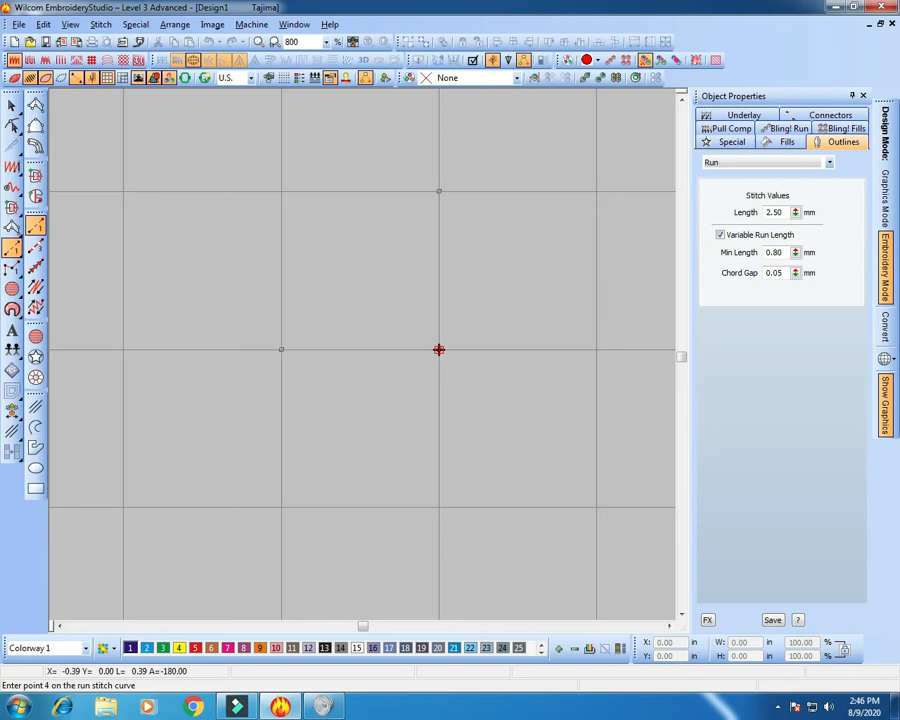 Wilcom EmbroideryStudio – Level 3 Advanced - [Design1 Tajima]
File Edit View Stitch Special Arrange Image Machine Window Help
800 %
3D
U.S. None
Object Properties
Underlay Connectors
Pull Comp Bling! Run Bling! Fills
Special Fills Outlines
Run
Stitch Values
Length 2.50 mm
Variable Run Length
Min Length 0.80 mm
Chord Gap 0.05 mm
Design Mode:
Graphics Mode
Embroidery Mode
Convert
Show Graphics
FX Save ?
Colorway 1 1 2 3 4 5 6 7 8 9 10 11 12 13 14 15 16 17 18 19 20 21 22 23 24 25
X: 0.00 in W: 0.00 in 100.00 %
Y: 0.00 in H: 0.00 in 100.00 %
X= -0.39 Y= 0.00 L= 0.39 A=-180.00
Enter point 4 on the run stitch curve
2:46 PM
8/9/2020